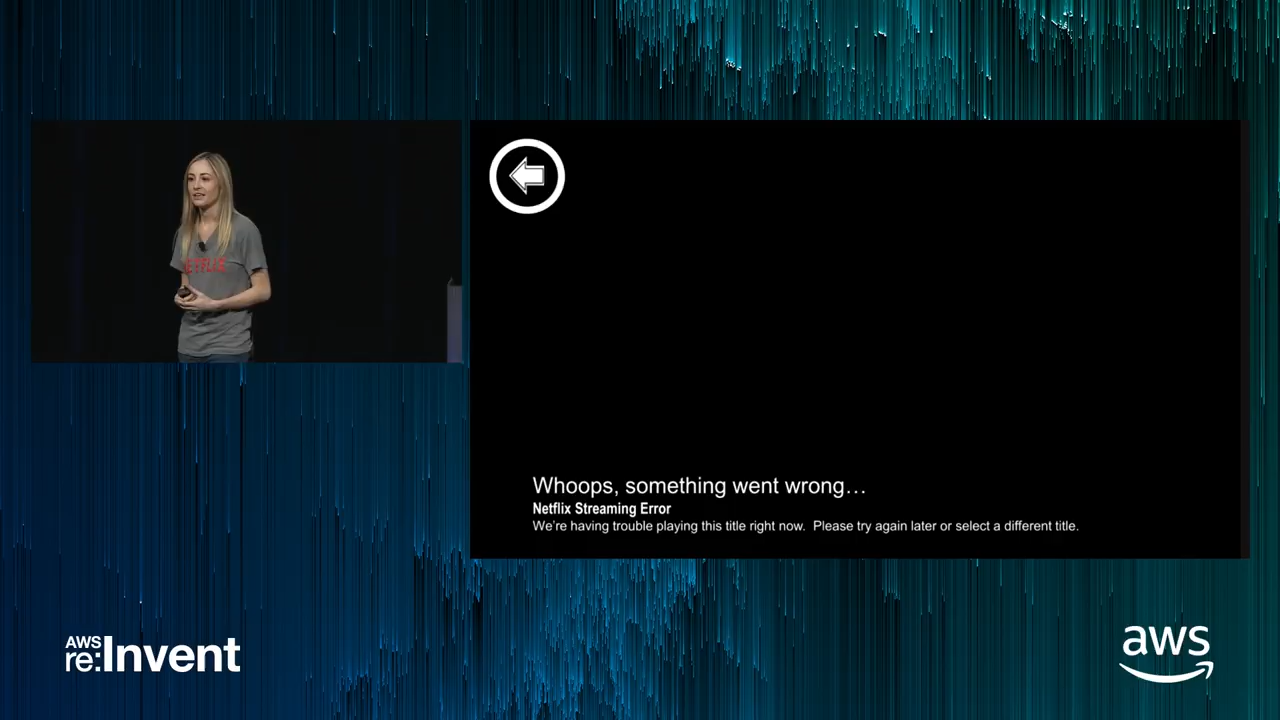 NETFLIX
Whoops, something went wrong…
Netflix Streaming Error
We're having trouble playing this title right now.  Please try again later or select a different title.
AWS
re:Invent
aws